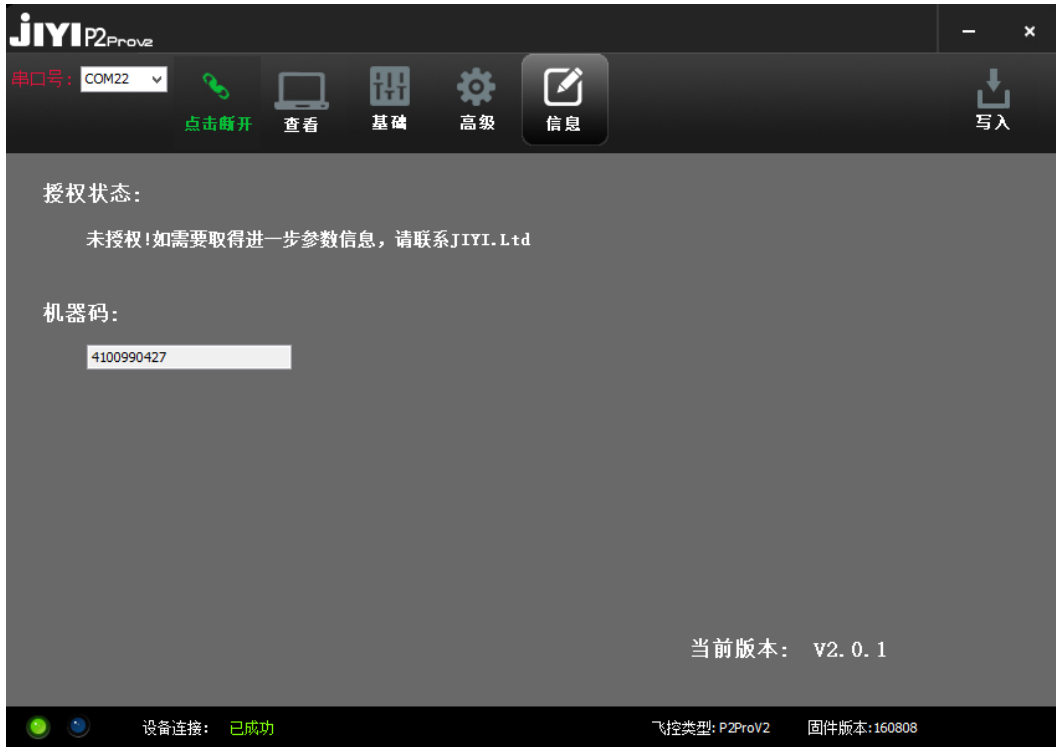 JIYI P2Prov2
串口号: COM22
点击断开 查看 基础 高级 信息 写入
授权状态:
未授权!如需要取得进一步参数信息，请联系JIYI.Ltd
机器码:
4100990427
当前版本: V2.0.1
设备连接: 已成功 飞控类型: P2ProV2 固件版本:160808